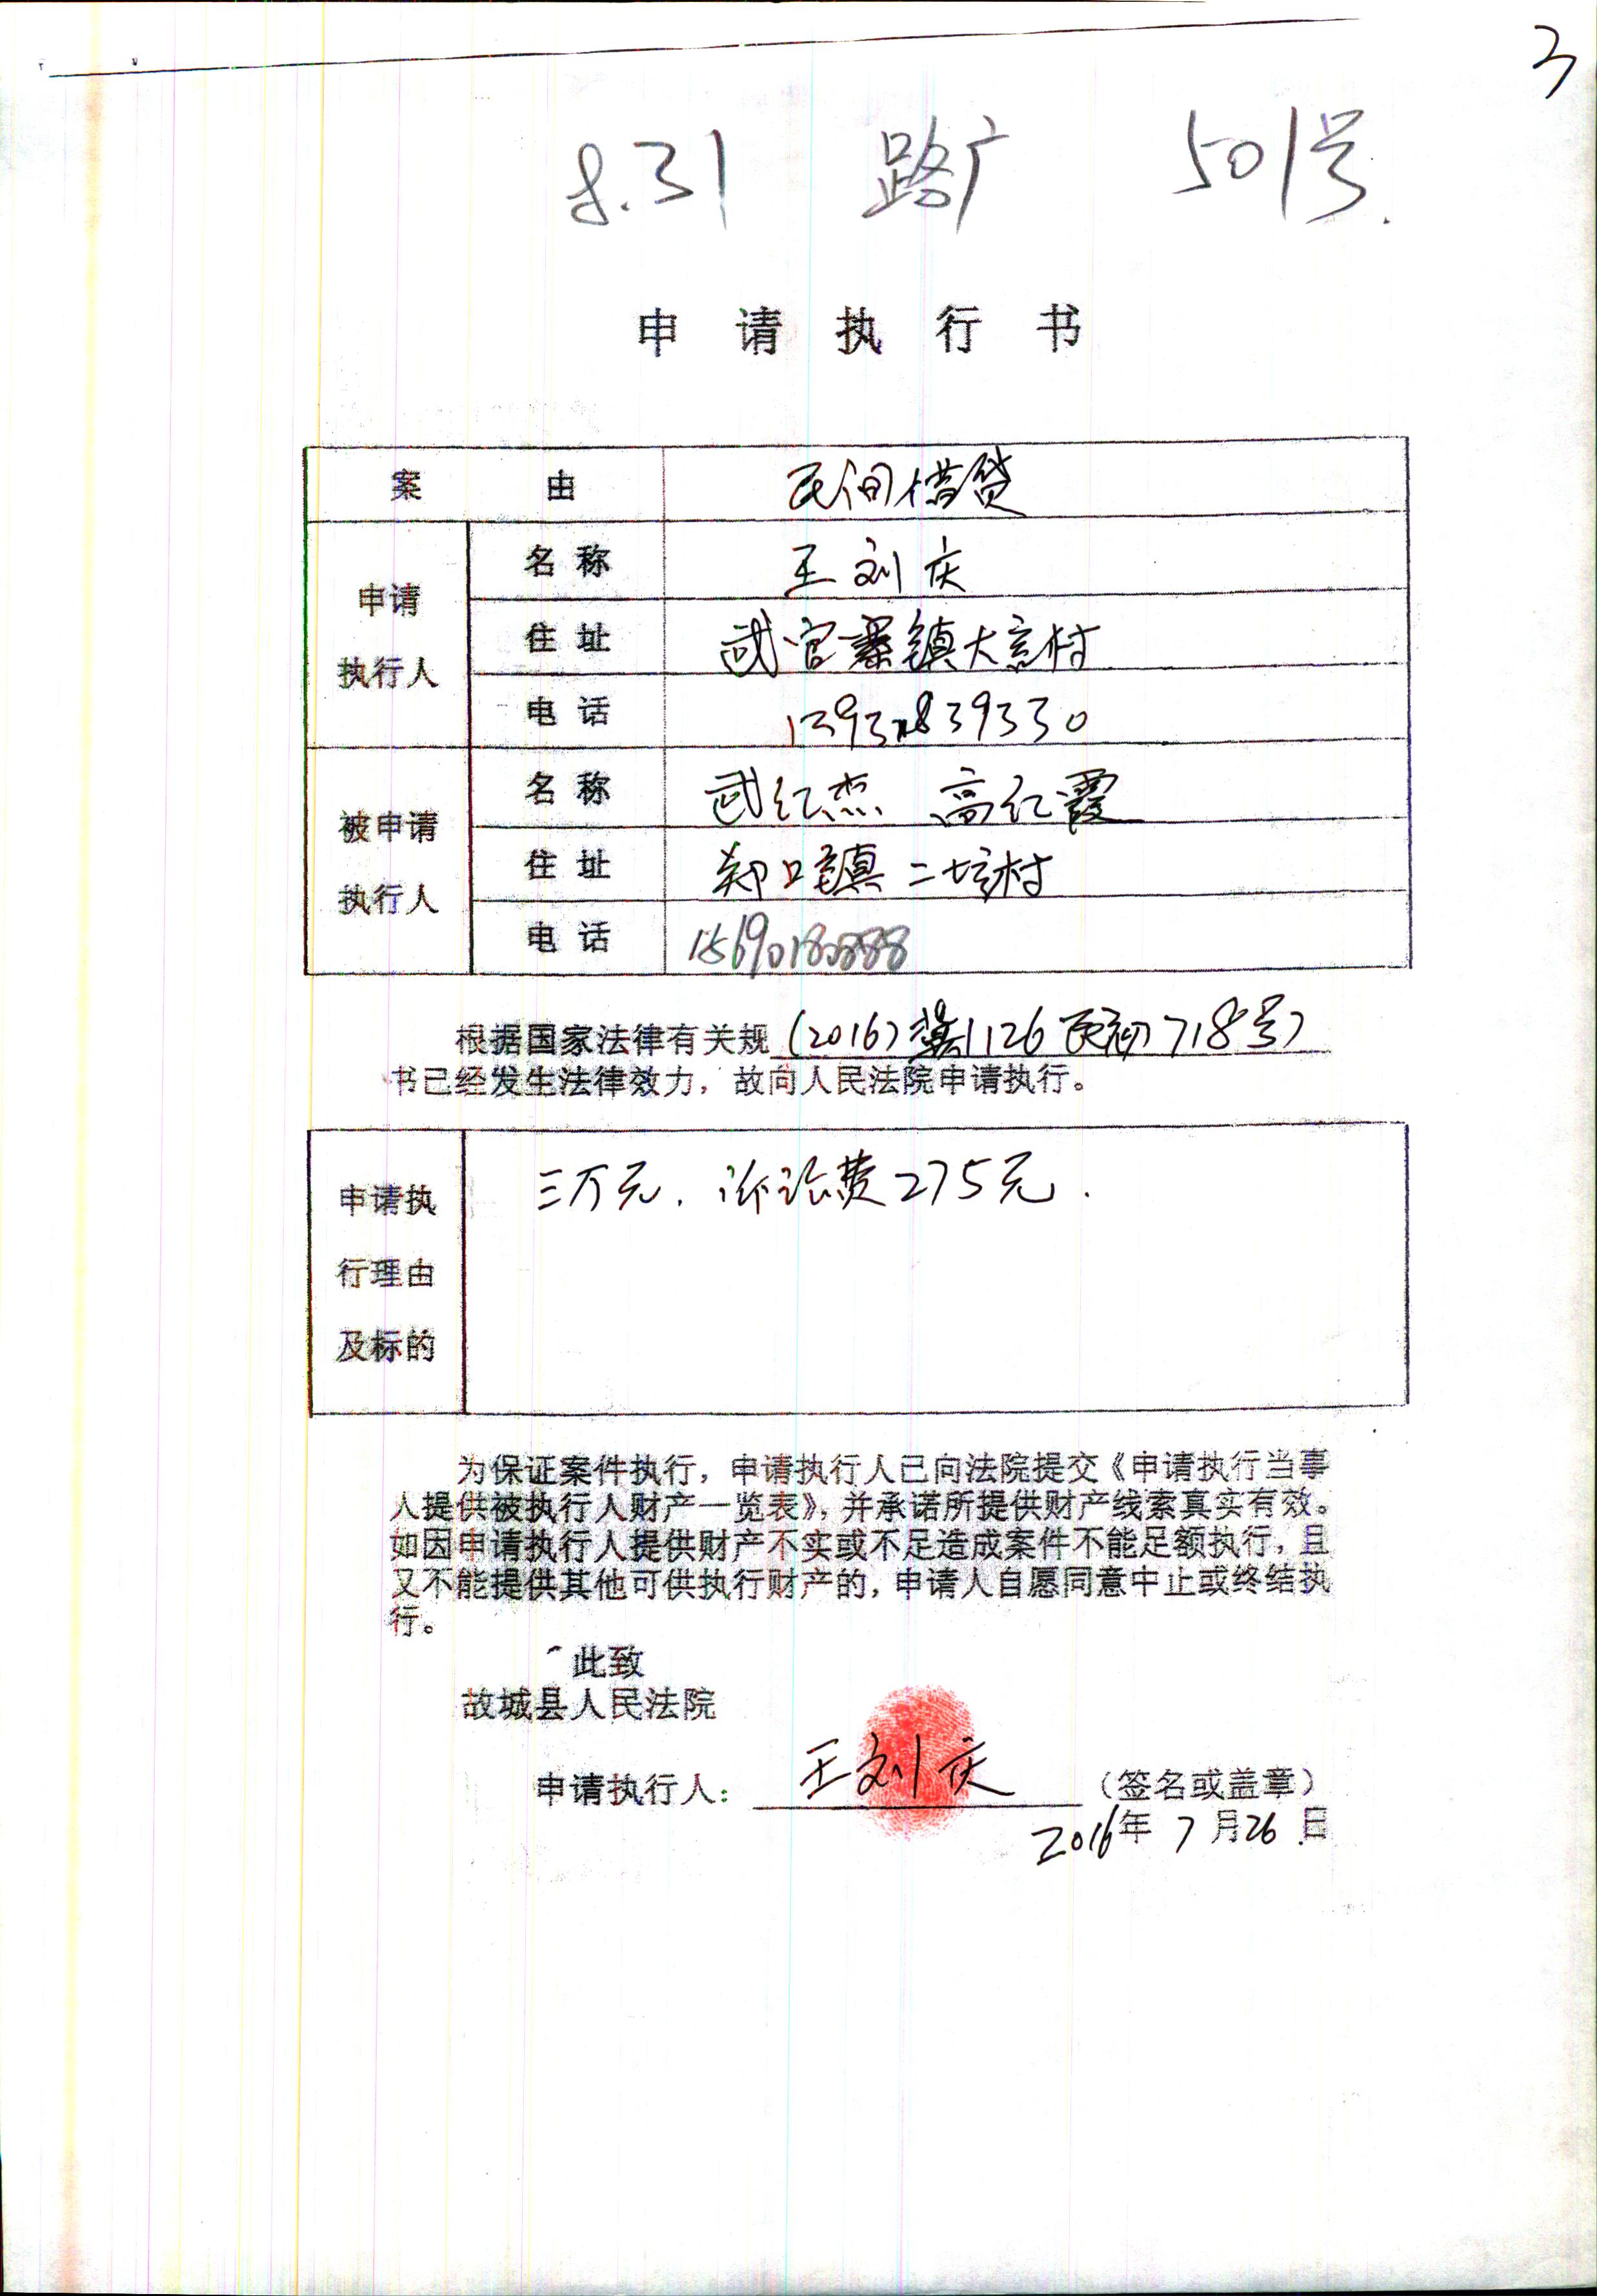 3
8.31 路广 501号.
申请执行书
案由 民间借贷
申请执行人 名称 王刘庆
住址 武官寨镇大言村
电话
被申请执行人 名称 武红杰 高红霞
住址 郑口镇二坊村
电话
根据国家法律有关规(2016)冀1126民初718号)
书已经发生法律效力，故向人民法院申请执行。
申请执行理由及标的 三万元. 诉讼费275元.
为保证案件执行，申请执行人已向法院提交《申请执行当事
人提供被执行人财产一览表》，并承诺所提供财产线索真实有效。
如因申请执行人提供财产不实或不足造成案件不能足额执行，且
又不能提供其他可供执行财产的，申请人自愿同意中止或终结执
行。
此致
故城县人民法院
申请执行人： 王刘庆 （签名或盖章）
2016年7月26日